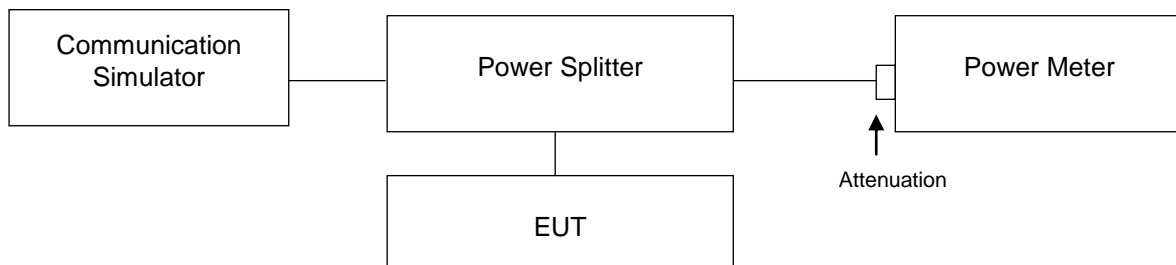 Communication
Simulator
Power Splitter
Power Meter
Attenuation
EUT